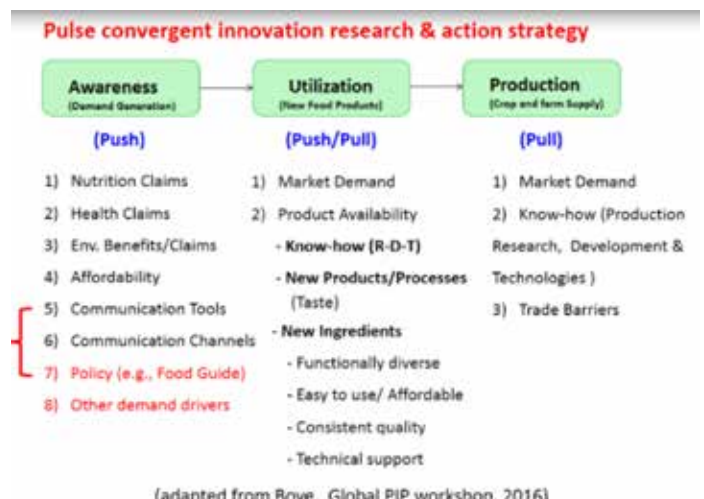 Pulse convergent innovation research & action strategy
Awareness
(Demand Generation)
Utilization
(New Food Products)
Production
(Crop and farm Supply)
(Push)
1) Nutrition Claims
2) Health Claims
3) Env. Benefits/Claims
4) Affordability
5) Communication Tools
6) Communication Channels
7) Policy (e.g., Food Guide)
8) Other demand drivers
(Push/Pull)
1) Market Demand
2) Product Availability
- Know-how (R-D-T)
- New Products/Processes
(Taste)
- New Ingredients
- Functionally diverse
- Easy to use/ Affordable
- Consistent quality
- Technical support
(Pull)
1) Market Demand
2) Know-how (Production
Research, Development &
Technologies )
3) Trade Barriers
(adapted from Boye, Global PIP workshop, 2016)